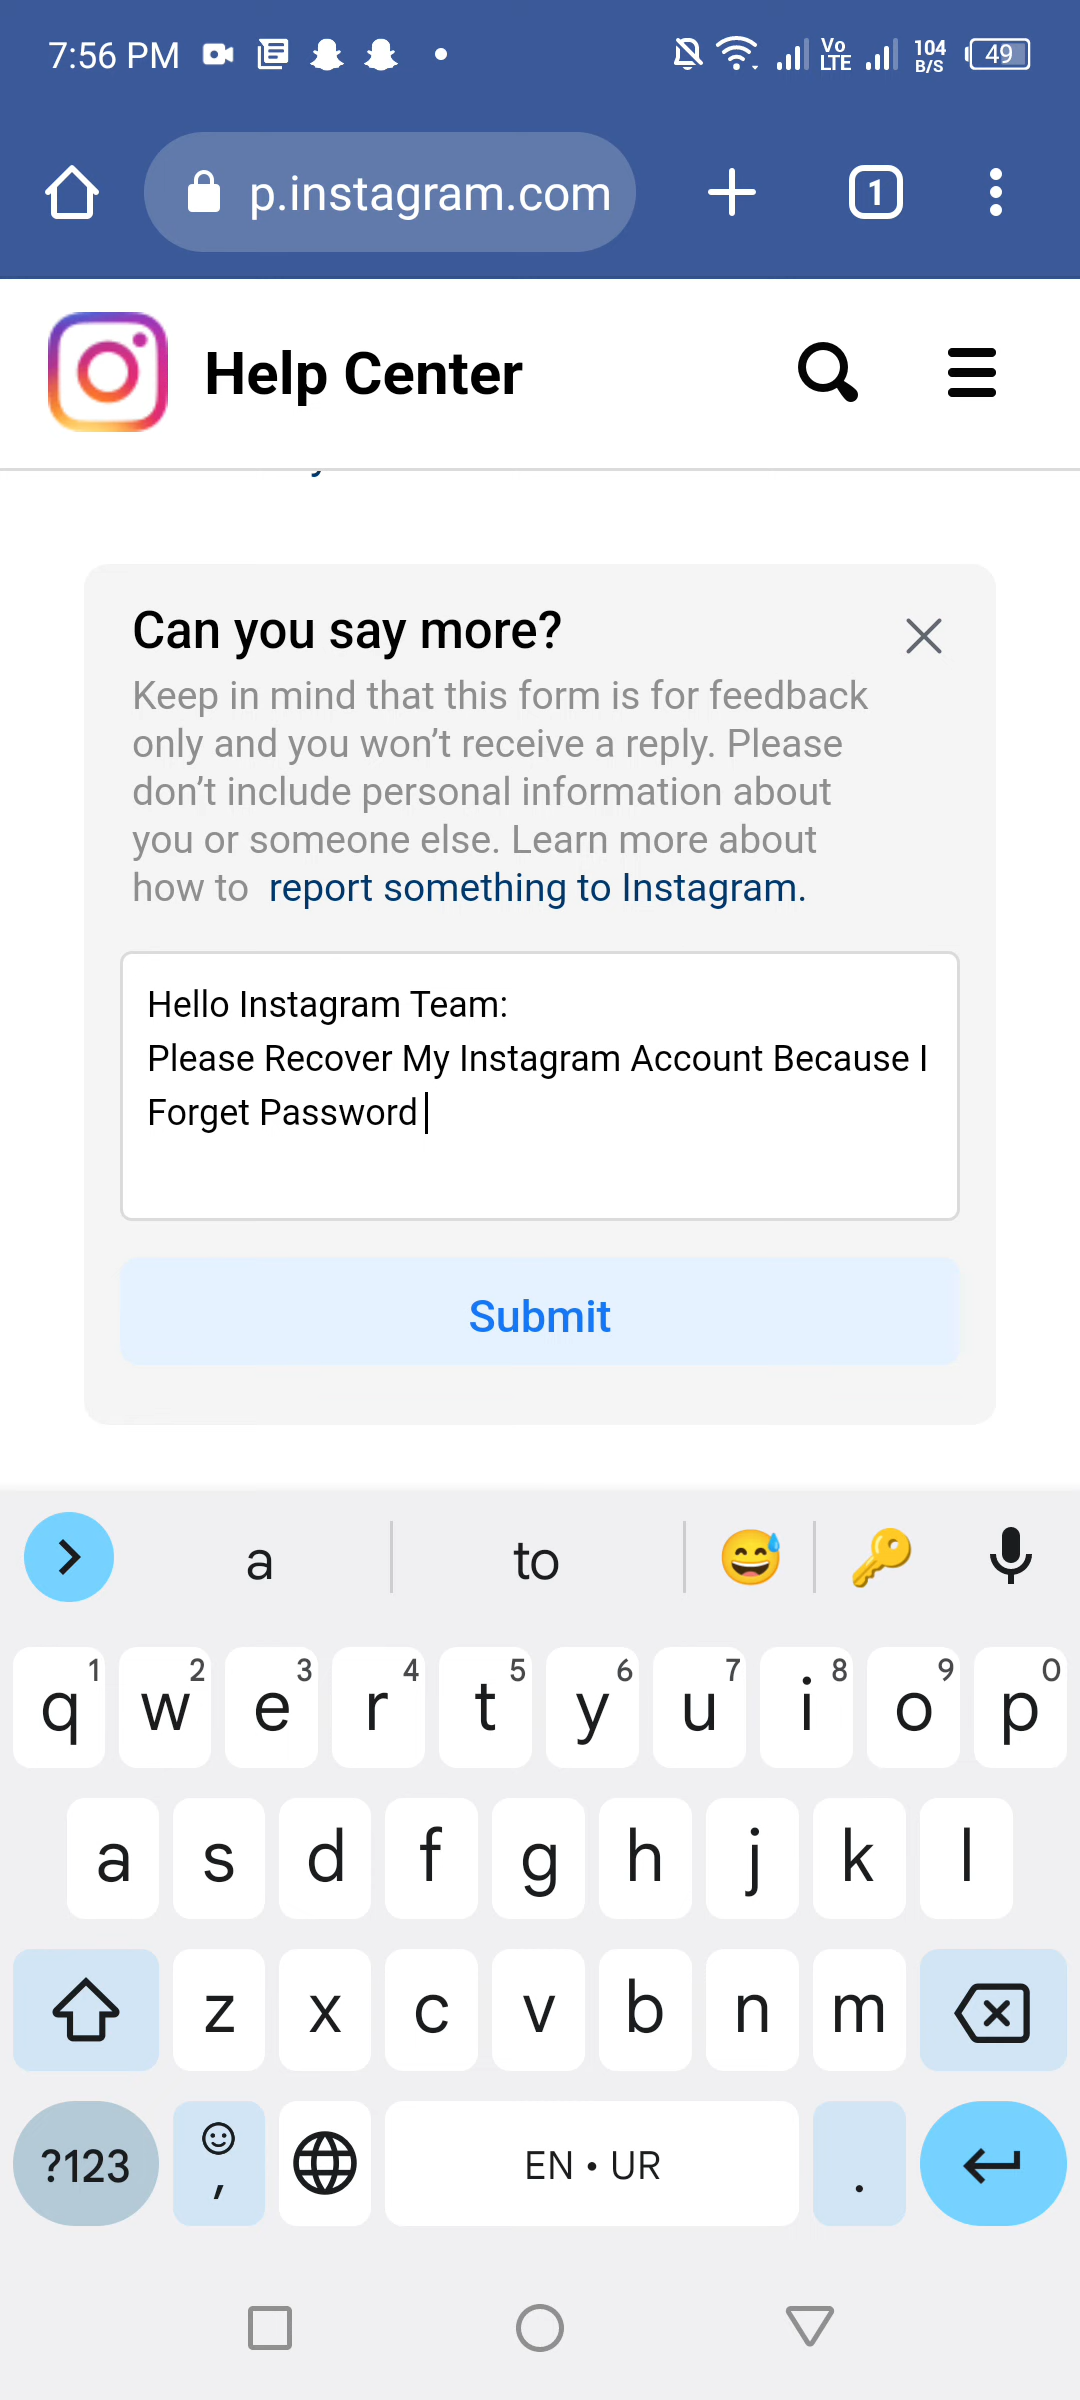 7:56 PM
Vo LTE
104 B/S
49
p.instagram.com
1
Help Center
Can you say more?
Keep in mind that this form is for feedback
only and you won’t receive a reply. Please
don’t include personal information about
you or someone else. Learn more about
how to report something to Instagram.
Hello Instagram Team:
Please Recover My Instagram Account Because I
Forget Password
Submit
a to
q1 w2 e3 r4 t5 y6 u7 i8 o9 p0
a s d f g h j k l
z x c v b n m
?123 , EN • UR .